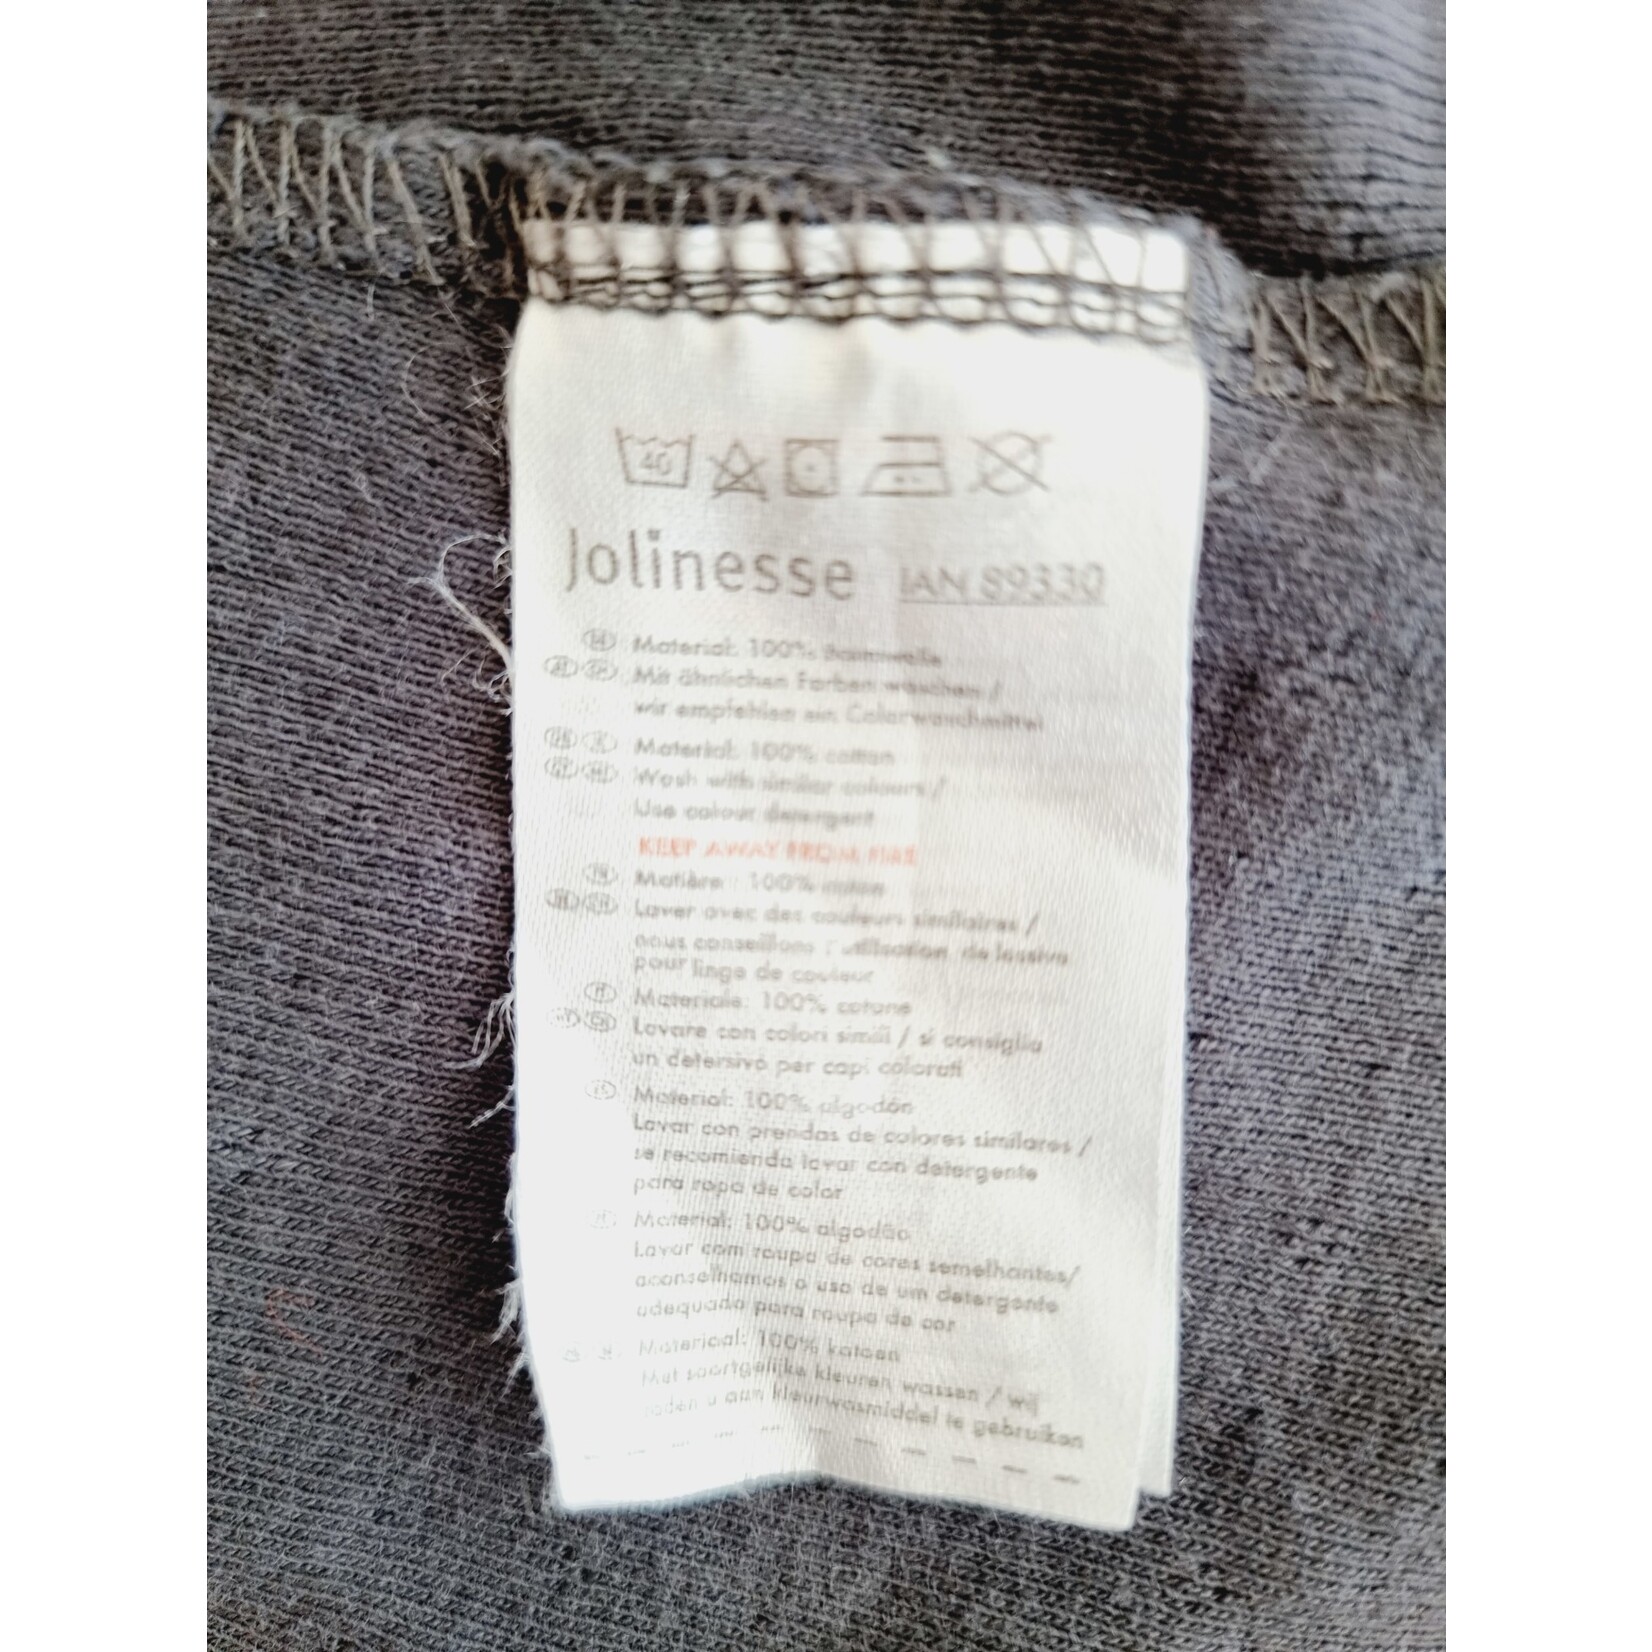 40
Jolinesse IAN 89330
Material: 100% Baumwolle
Mit ähnlichen Farben waschen /
wir empfehlen ein Colorwaschmittel
Material: 100% cotton
Wash with similar colours /
Use colour detergent
KEEP AWAY FROM FIRE
Matière : 100% coton
Laver avec des couleurs similaires /
nous conseillons l'utilisation de lessive
pour linge de couleur
IT Materiale: 100% cotone
Lavare con colori simili / si consiglia
un detersivo per capi colorati
ES Material: 100% algodón
Lavar con prendas de colores similares /
se recomienda lavar con detergente
para ropa de color
Material: 100% algodão
Lavar com roupa de cores semelhantes/
aconselhamos o uso de um detergente
adequado para roupa de cor
Materiaal: 100% katoen
Met soortgelijke kleuren wassen / wij
raden u aan kleurwasmiddel te gebruiken